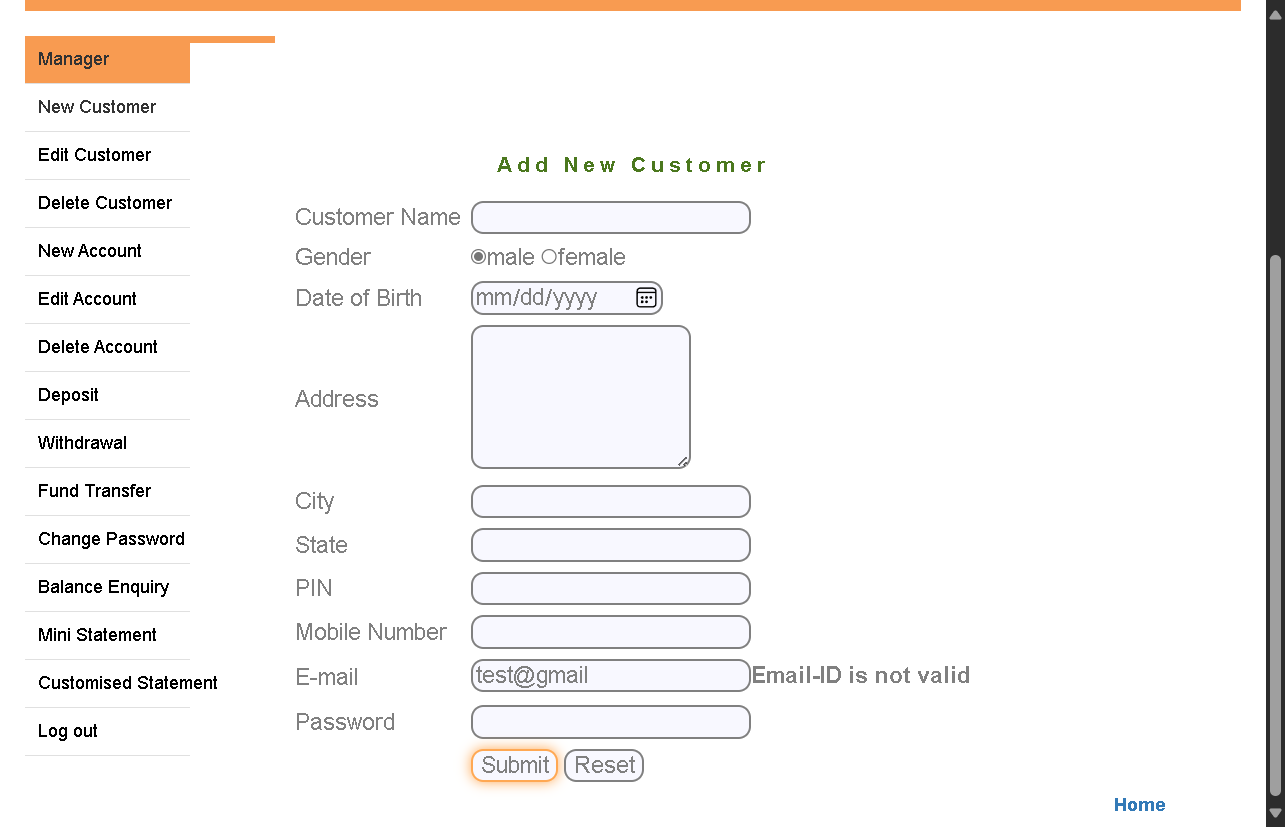 Manager
New Customer
Edit Customer
Delete Customer
New Account
Edit Account
Delete Account
Deposit
Withdrawal
Fund Transfer
Change Password
Balance Enquiry
Mini Statement
Customised Statement
Log out
Add New Customer
Customer Name
Gender male female
Date of Birth mm/dd/yyyy
Address
City
State
PIN
Mobile Number
E-mail test@gmail Email-ID is not valid
Password
Submit Reset
Home